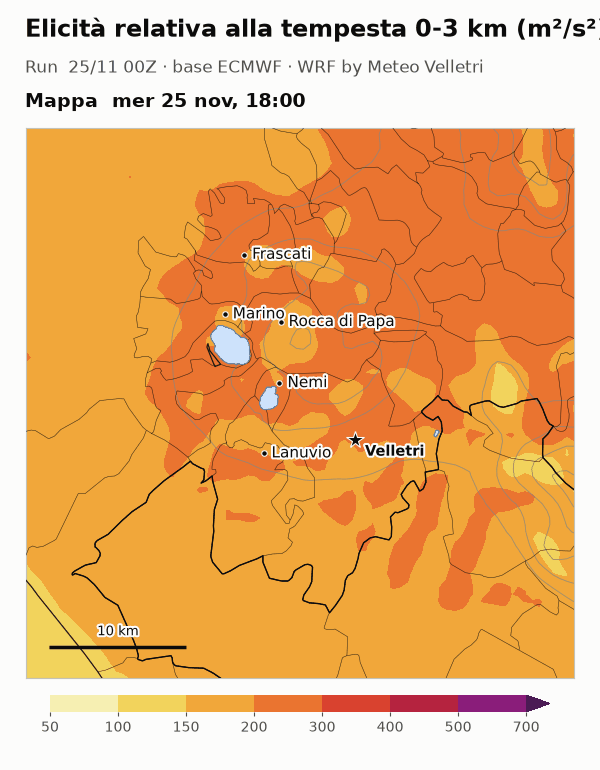 Elicità relativa alla tempesta 0-3 km (m²/s²)
Run  25/11 00Z · base ECMWF · WRF by Meteo Velletri
Mappa  mer 25 nov, 18:00
Frascati
Marino
Rocca di Papa
Nemi
Velletri
Lanuvio
10 km
50 100 150 200 300 400 500 700